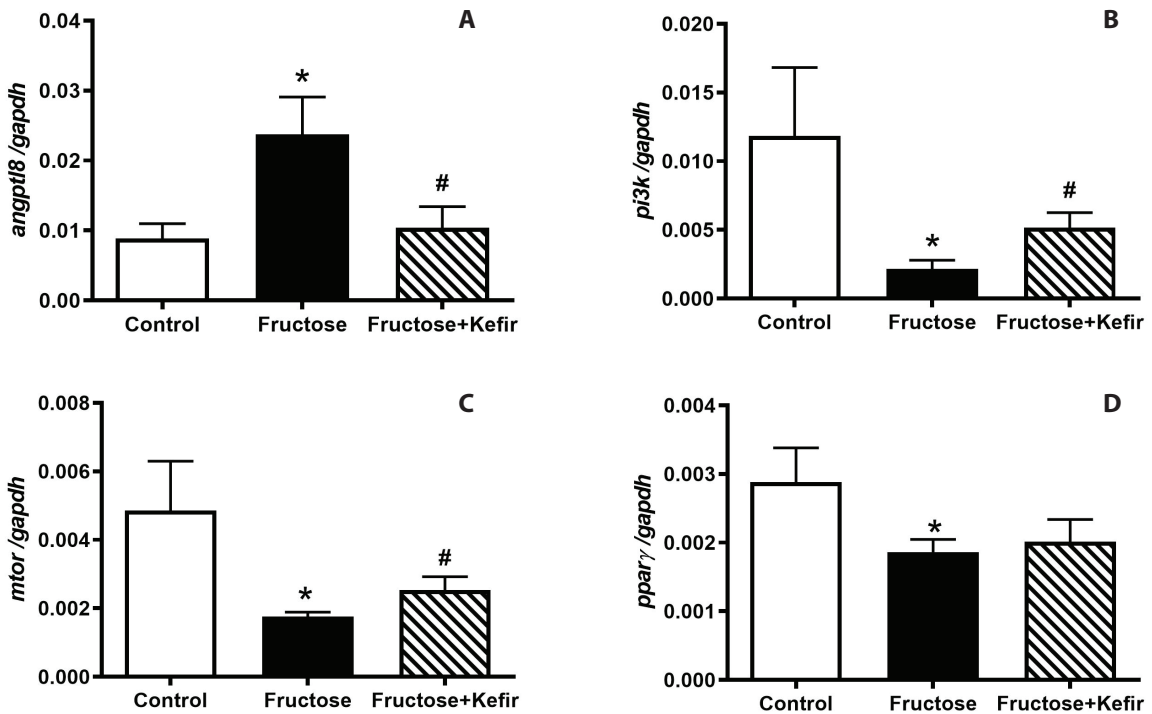 A
angptl8 /gapdh
0.04
0.03
0.02
0.01
0.00
*
#
Control
Fructose
Fructose+Kefir
B
pi3k /gapdh
0.020
0.015
0.010
0.005
0.000
*
#
Control
Fructose
Fructose+Kefir
C
mtor /gapdh
0.008
0.006
0.004
0.002
0.000
*
#
Control
Fructose
Fructose+Kefir
D
pparγ /gapdh
0.004
0.003
0.002
0.001
0.000
*
Control
Fructose
Fructose+Kefir